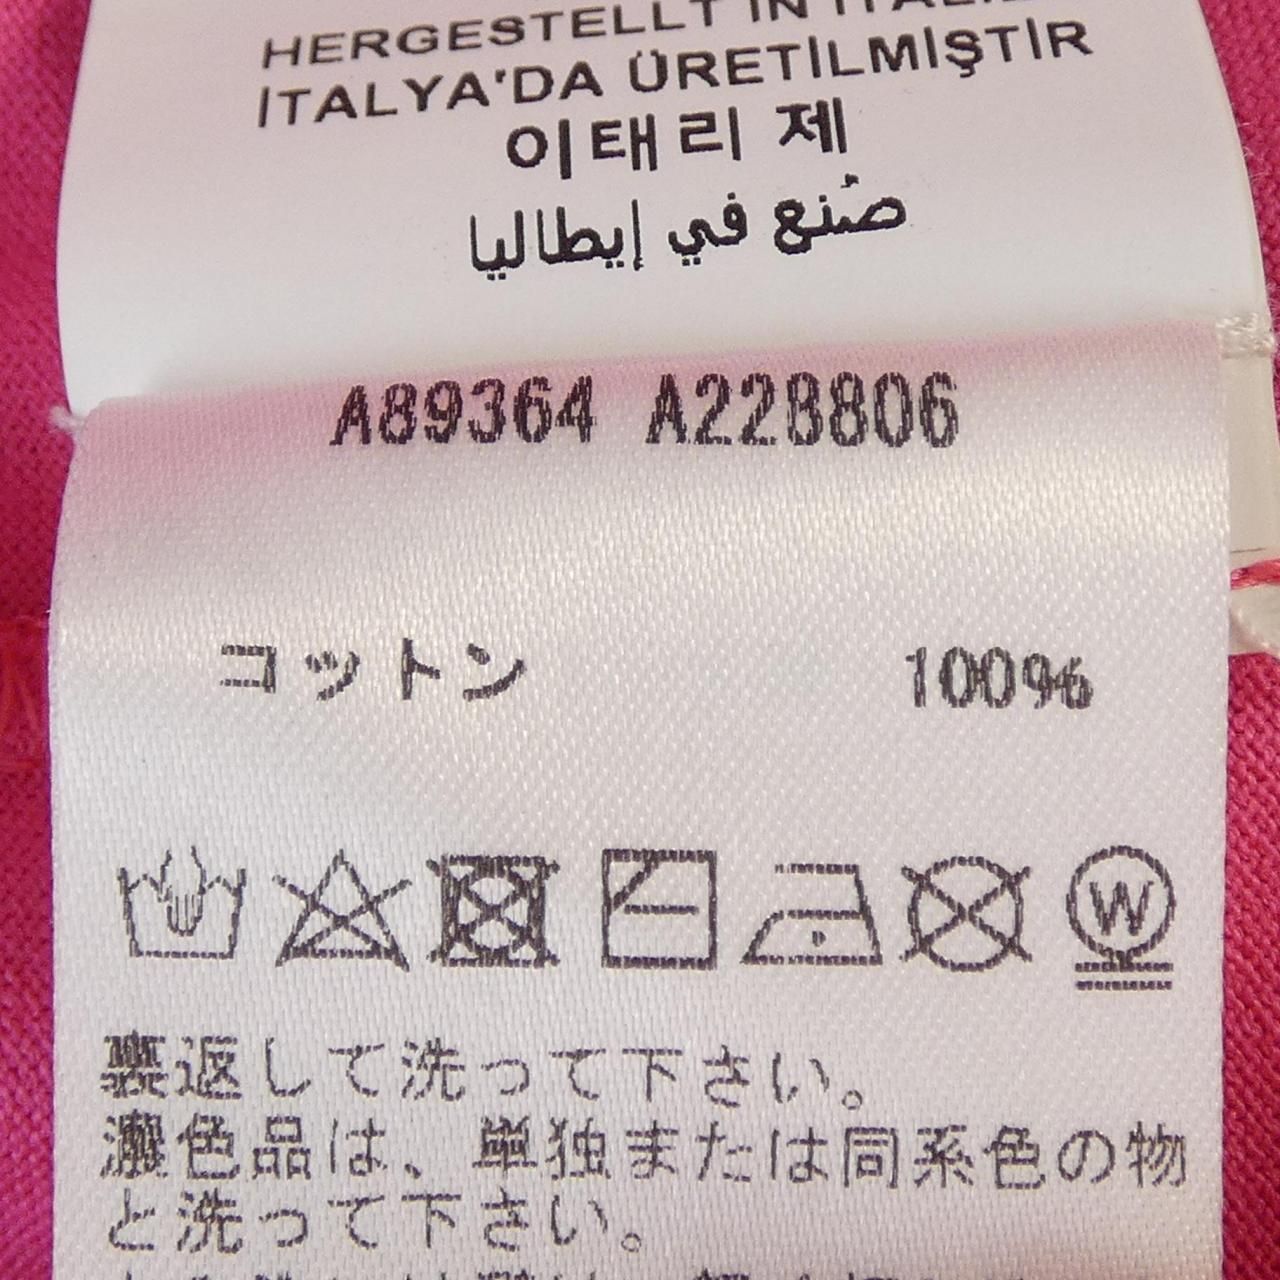 HERGESTELLT IN
İTALYA'DA ÜRETİLMİŞTİR
이태리 제
صُنع في إيطاليا
A89364 A228806
コットン 100%
W
裏返して洗って下さい。
濃色品は、単独または同系色の物
と洗って下さい。